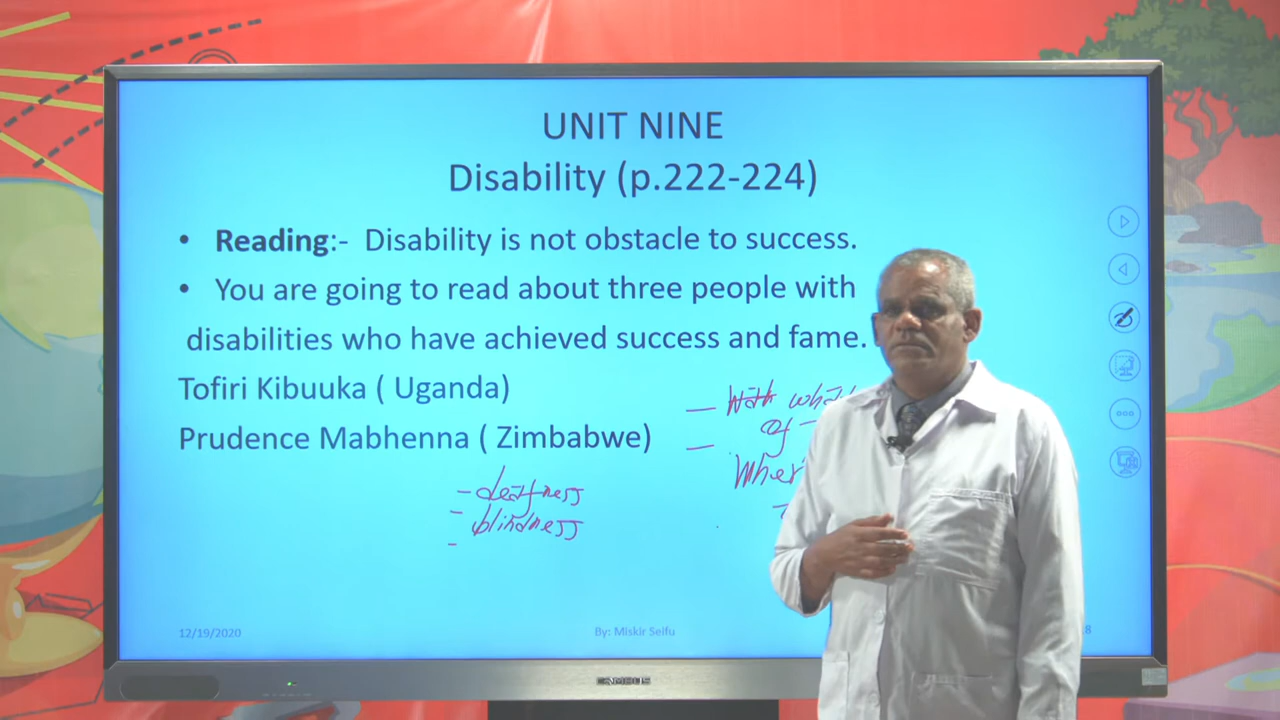 UNIT NINE
Disability (p.222-224)
• Reading:- Disability is not obstacle to success.
• You are going to read about three people with
disabilities who have achieved success and fame.
Tofiri Kibuuka ( Uganda)
Prudence Mabhenna ( Zimbabwe)
- deafness
- blindness
-
12/19/2020
By: Miskir Seifu